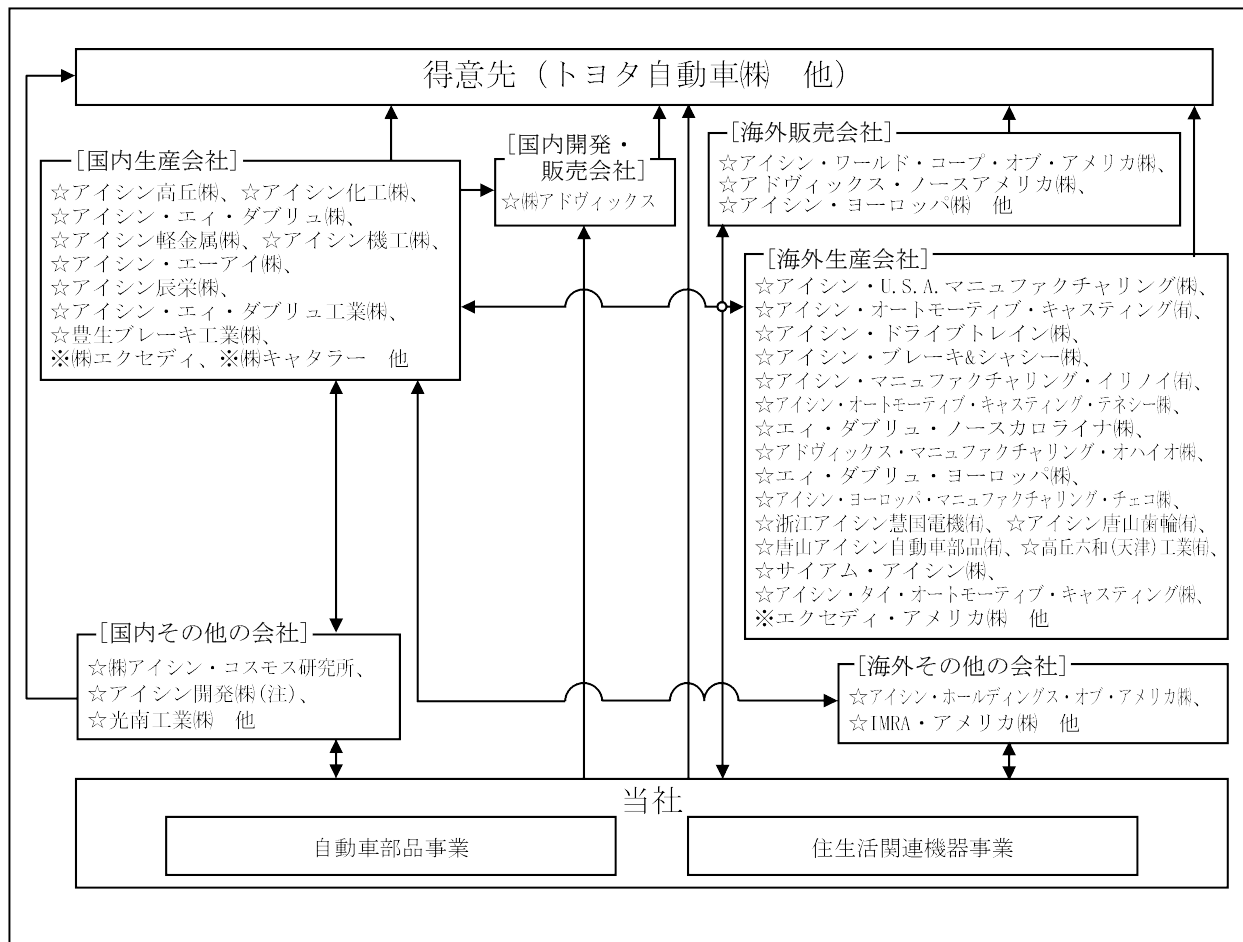 得意先（トヨタ自動車㈱　他）
[国内生産会社]
☆アイシン高丘㈱、☆アイシン化工㈱、
☆アイシン・エィ・ダブリュ㈱、
☆アイシン軽金属㈱、☆アイシン機工㈱、
☆アイシン・エーアイ㈱、
☆アイシン辰栄㈱、
☆アイシン・エィ・ダブリュ工業㈱、
☆豊生ブレーキ工業㈱、
※㈱エクセディ、※㈱キャタラー　他
[国内開発・
販売会社]
☆㈱アドヴィックス
[海外販売会社]
☆アイシン・ワールド・コープ・オブ・アメリカ㈱、
☆アドヴィックス・ノースアメリカ㈱、
☆アイシン・ヨーロッパ㈱　他
[海外生産会社]
☆アイシン・U.S.A.マニュファクチャリング㈱、
☆アイシン・オートモーティブ・キャスティング㈲、
☆アイシン・ドライブトレイン㈱、
☆アイシン・ブレーキ&シャシー㈱、
☆アイシン・マニュファクチャリング・イリノイ㈲、
☆アイシン・オートモーティブ・キャスティング・テネシー㈱、
☆エィ・ダブリュ・ノースカロライナ㈱、
☆アドヴィックス・マニュファクチャリング・オハイオ㈱、
☆エィ・ダブリュ・ヨーロッパ㈱、
☆アイシン・ヨーロッパ・マニュファクチャリング・チェコ㈱、
☆浙江アイシン慧国電機㈲、☆アイシン唐山歯輪㈲、
☆唐山アイシン自動車部品㈲、☆高丘六和(天津)工業㈲、
☆サイアム・アイシン㈱、
☆アイシン・タイ・オートモーティブ・キャスティング㈱、
※エクセディ・アメリカ㈱　他
[国内その他の会社]
☆㈱アイシン・コスモス研究所、
☆アイシン開発㈱(注)、
☆光南工業㈱　他
[海外その他の会社]
☆アイシン・ホールディングス・オブ・アメリカ㈱、
☆IMRA・アメリカ㈱　他
当社
自動車部品事業
住生活関連機器事業